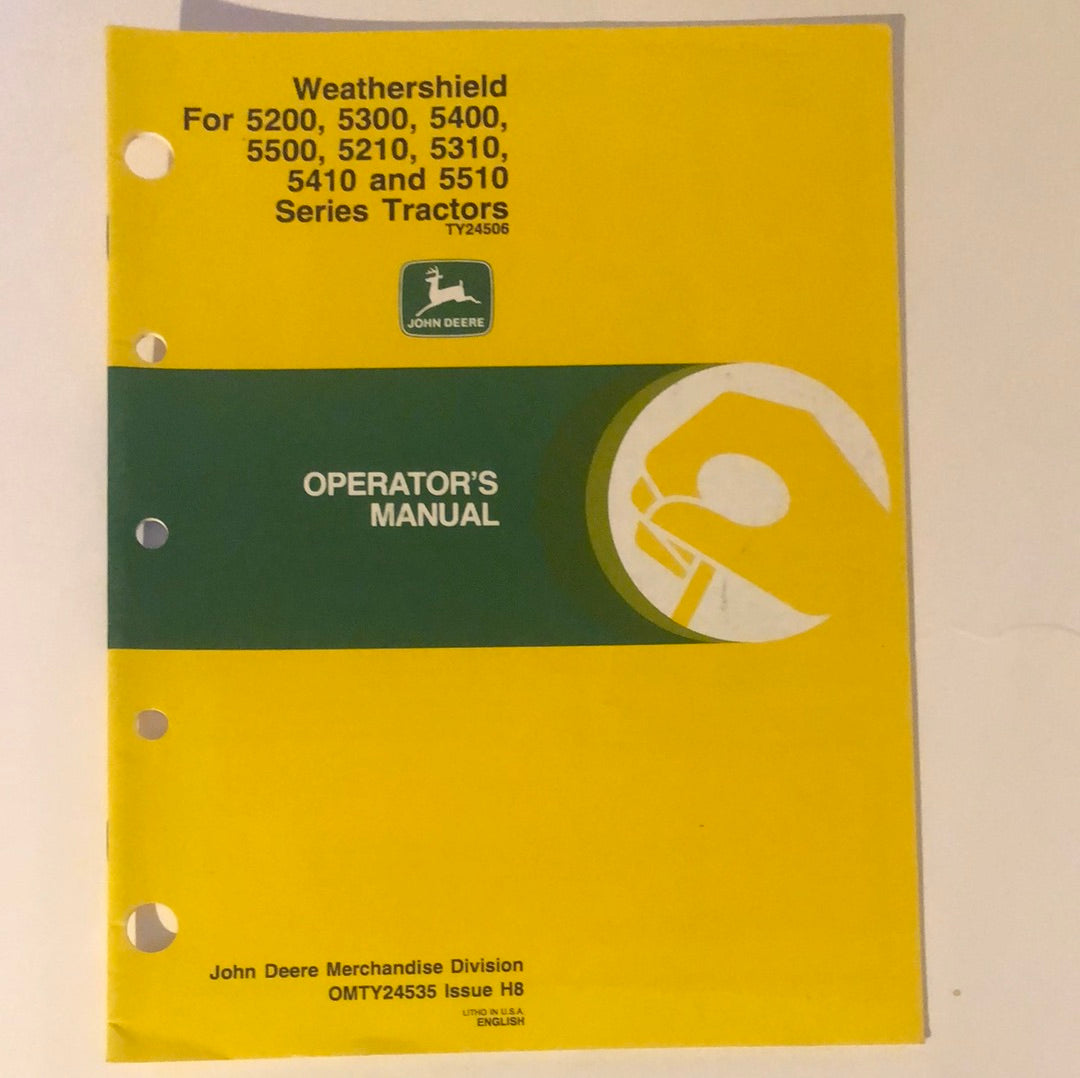 Weathershield
For 5200, 5300, 5400,
5500, 5210, 5310,
5410 and 5510
Series Tractors
TY24506
JOHN DEERE
OPERATOR'S
MANUAL
John Deere Merchandise Division
OMTY24535 Issue H8
LITHO IN U.S.A.
ENGLISH